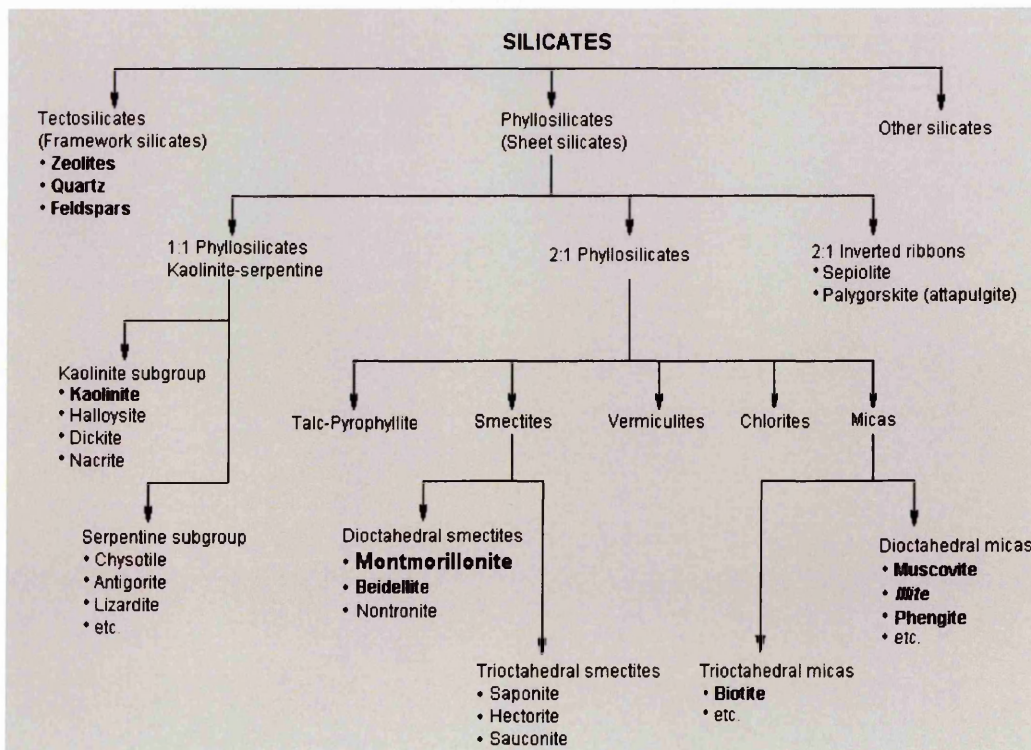 SILICATES
Tectosilicates
(Framework silicates)
• Zeolites
• Quartz
• Feldspars
Phyllosilicates
(Sheet silicates)
Other silicates
1:1 Phyllosilicates
Kaolinite-serpentine
2:1 Phyllosilicates
2:1 Inverted ribbons
• Sepiolite
• Palygorskite (attapulgite)
Kaolinite subgroup
• Kaolinite
• Halloysite
• Dickite
• Nacrite
Talc-Pyrophyllite
Smectites
Vermiculites
Chlorites
Micas
Serpentine subgroup
• Chysotile
• Antigorite
• Lizardite
• etc.
Dioctahedral smectites
• Montmorillonite
• Beidellite
• Nontronite
Dioctahedral micas
• Muscovite
• Illite
• Phengite
• etc.
Trioctahedral smectites
• Saponite
• Hectorite
• Sauconite
Trioctahedral micas
• Biotite
• etc.